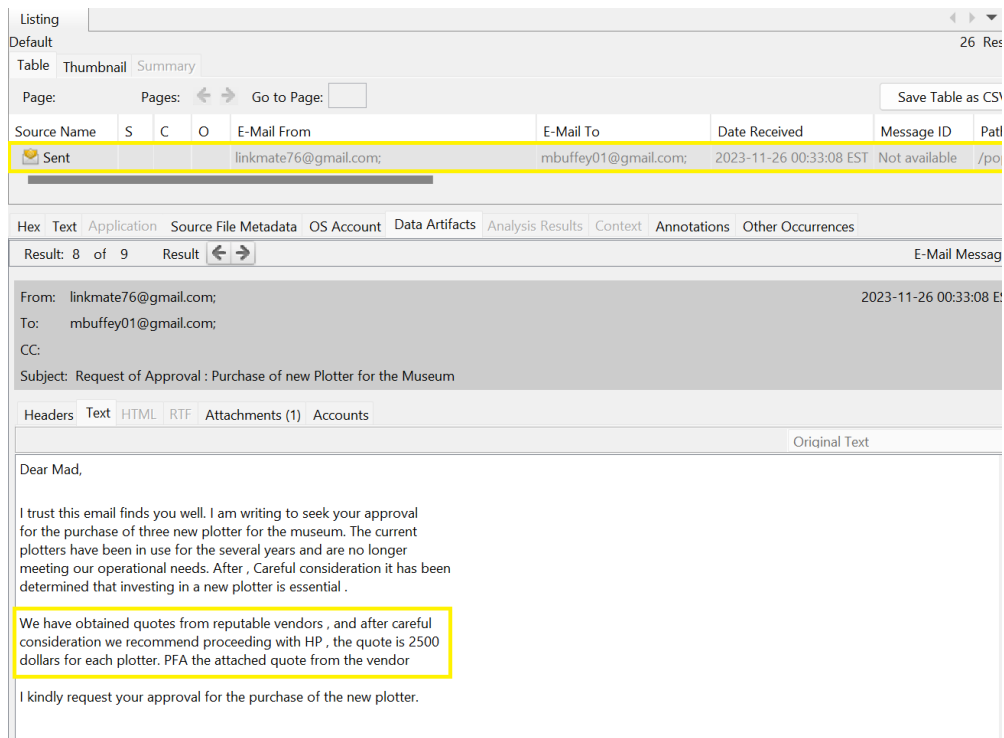 Listing
Default
26 Res
Table Thumbnail Summary
Page: Pages: Go to Page: Save Table as CSV
Source Name S C O E-Mail From E-Mail To Date Received Message ID Path
Sent linkmate76@gmail.com; mbuffey01@gmail.com; 2023-11-26 00:33:08 EST Not available /po
Hex Text Application Source File Metadata OS Account Data Artifacts Analysis Results Context Annotations Other Occurrences
Result: 8 of 9 Result E-Mail Messag
From: linkmate76@gmail.com; 2023-11-26 00:33:08 ES
To: mbuffey01@gmail.com;
CC:
Subject: Request of Approval : Purchase of new Plotter for the Museum
Headers Text HTML RTF Attachments (1) Accounts
Original Text
Dear Mad,
I trust this email finds you well. I am writing to seek your approval
for the purchase of three new plotter for the museum. The current
plotters have been in use for the several years and are no longer
meeting our operational needs. After , Careful consideration it has been
determined that investing in a new plotter is essential .
We have obtained quotes from reputable vendors , and after careful
consideration we recommend proceeding with HP , the quote is 2500
dollars for each plotter. PFA the attached quote from the vendor
I kindly request your approval for the purchase of the new plotter.